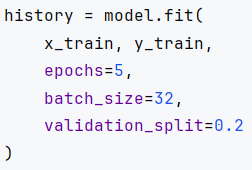 history = model.fit(
    x_train, y_train,
    epochs=5,
    batch_size=32,
    validation_split=0.2
)